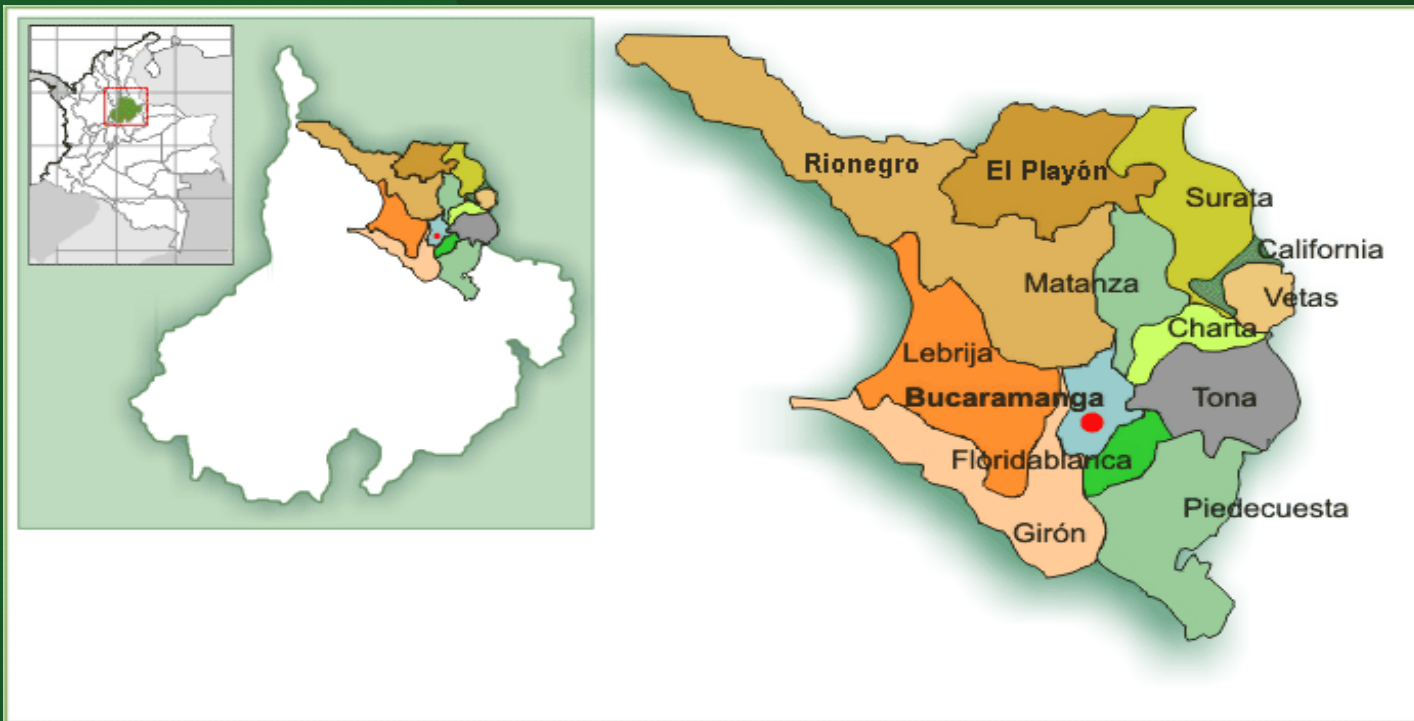 Rionegro
El Playón
Surata
California
Matanza
Vetas
Charta
Lebrija
Bucaramanga
Tona
Floridablanca
Piedecuesta
Girón